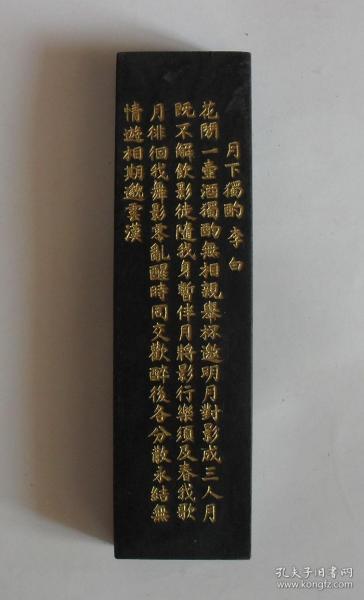 月下獨酌 李白
花間一壺酒獨酌無相親舉杯邀明月對影成三人月
既不解飲影徒隨我身暫伴月將影行樂須及春我歌
月徘徊我舞影零亂醒時同交歡醉後各分散永結無
情遊相期邈雲漢
孔夫子旧书网